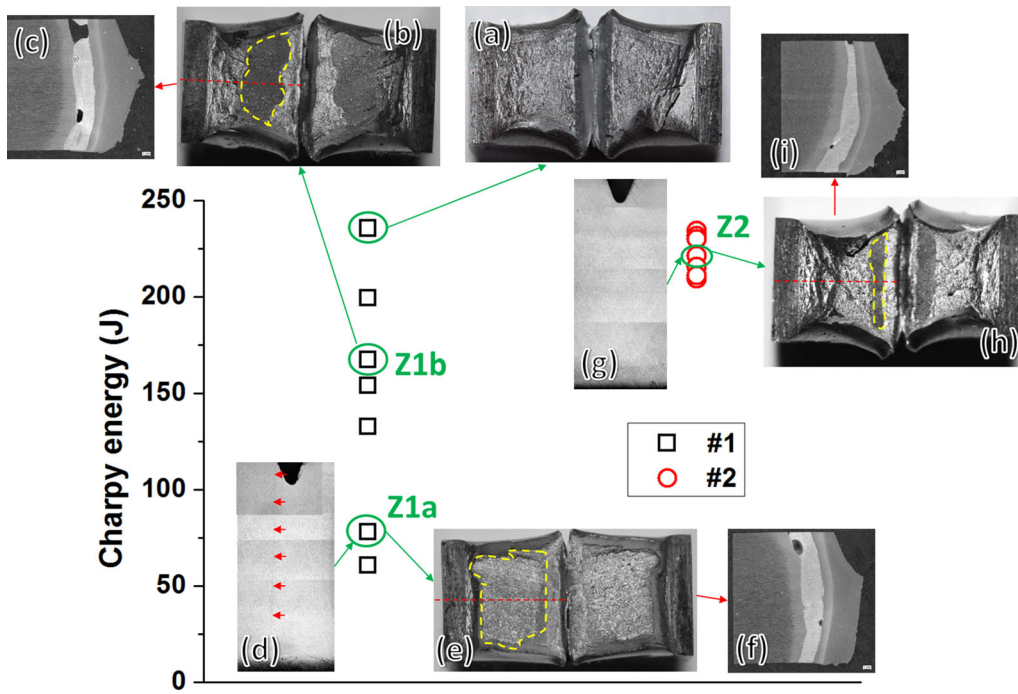 (c)
(b)
(a)
(i)
250
200
150
100
50
0
Charpy energy (J)
Z1b
Z1a
Z2
(g)
(h)
#1
#2
(d)
(e)
(f)